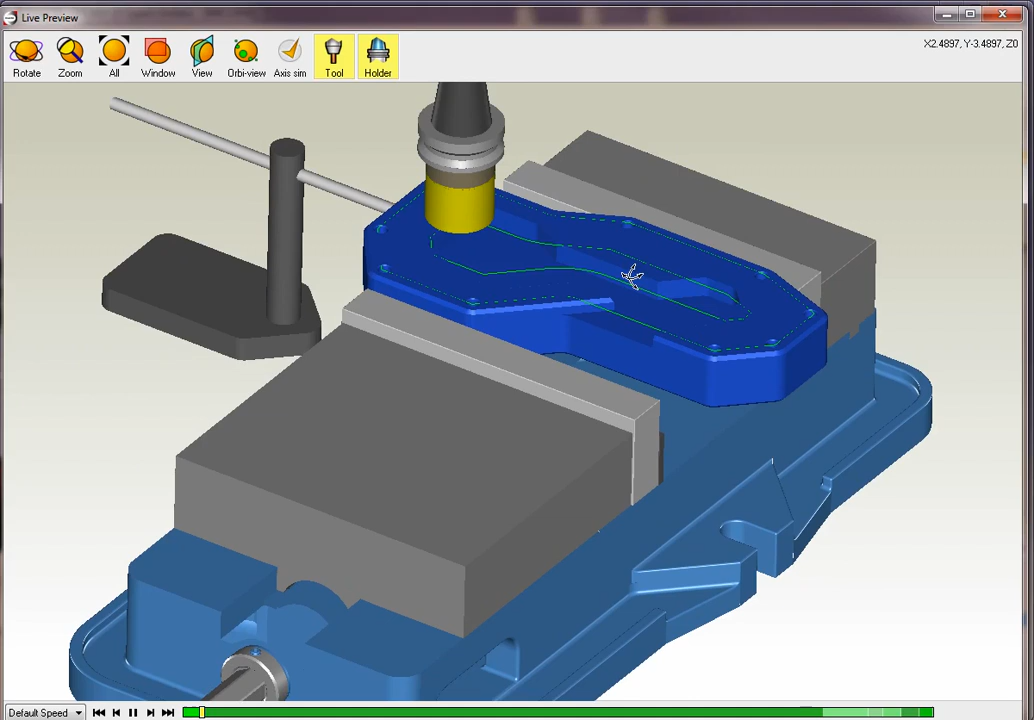 Live Preview
Rotate Zoom All Window View Orbi-view Axis sim Tool Holder
X2.4897, Y-3.4897, Z0
Default Speed